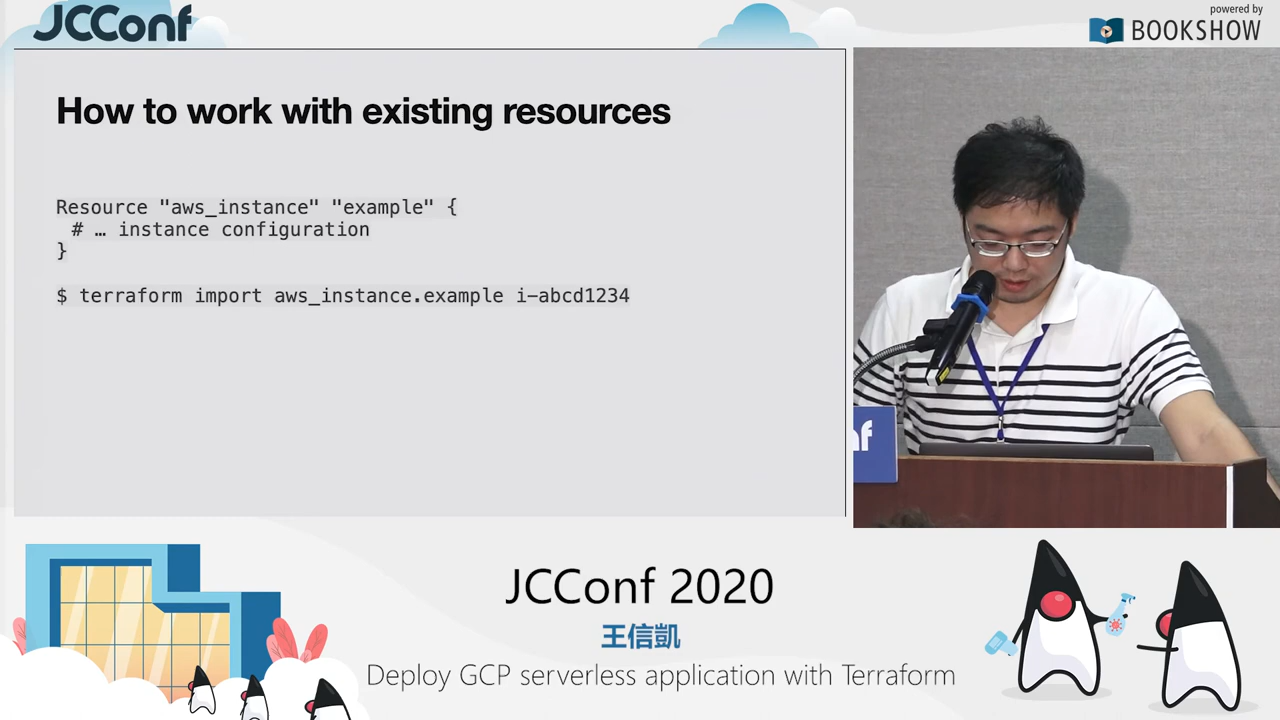 JCConf
powered by
BOOKSHOW
How to work with existing resources
Resource "aws_instance" "example" {
# … instance configuration
}
$ terraform import aws_instance.example i-abcd1234
nf
JCConf 2020
王信凱
Deploy GCP serverless application with Terraform